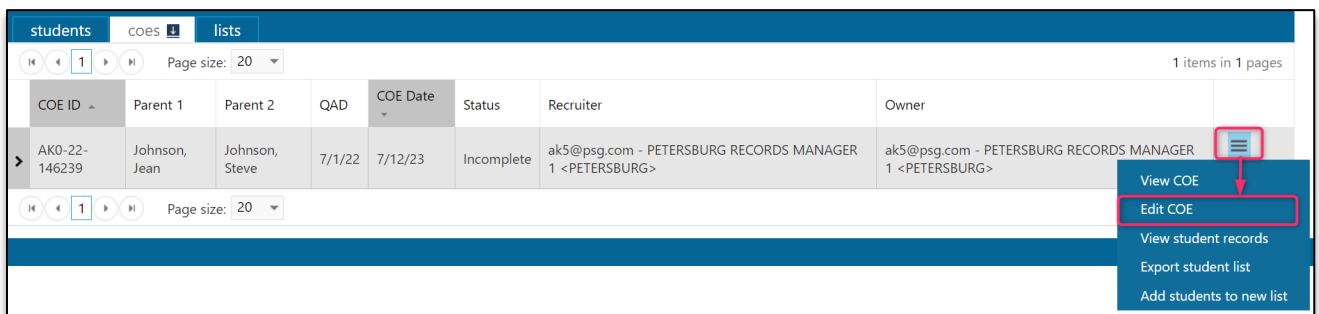 students coes lists
1 Page size: 20 1 items in 1 pages
COE ID Parent 1 Parent 2 QAD COE Date Status Recruiter Owner
AK0-22-
146239
Johnson,
Jean
Johnson,
Steve
7/1/22 7/12/23 Incomplete
ak5@psg.com - PETERSBURG RECORDS MANAGER
1 <PETERSBURG>
ak5@psg.com - PETERSBURG RECORDS MANAGER
1 <PETERSBURG>
View COE
Edit COE
View student records
Export student list
Add students to new list
1 Page size: 20